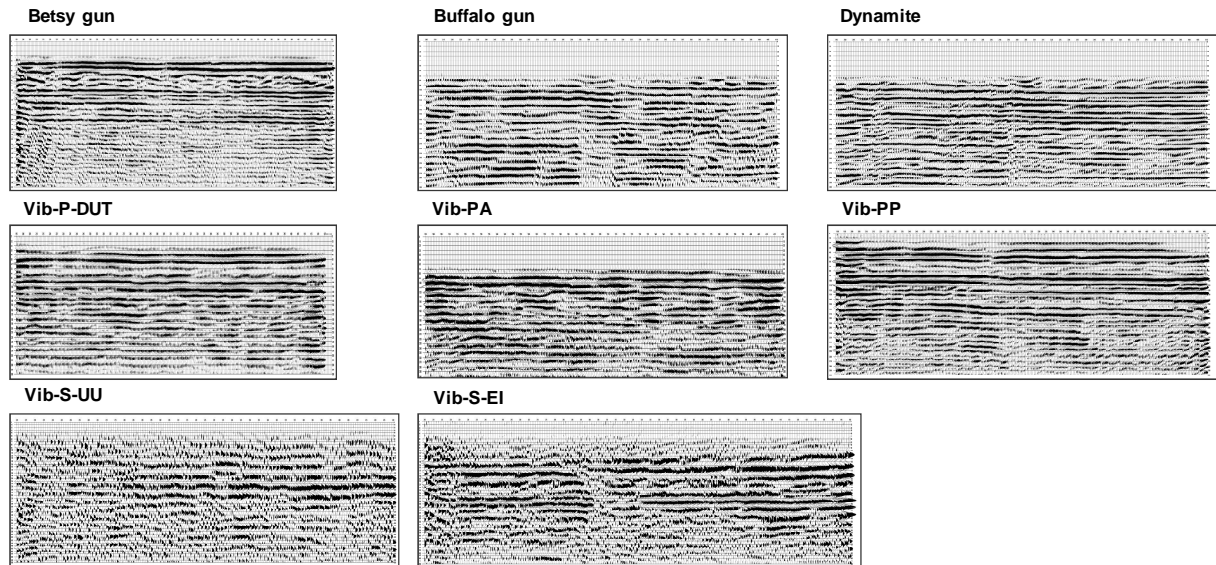 Betsy gun
Buffalo gun
Dynamite
Vib-P-DUT
Vib-PA
Vib-PP
Vib-S-UU
Vib-S-EI